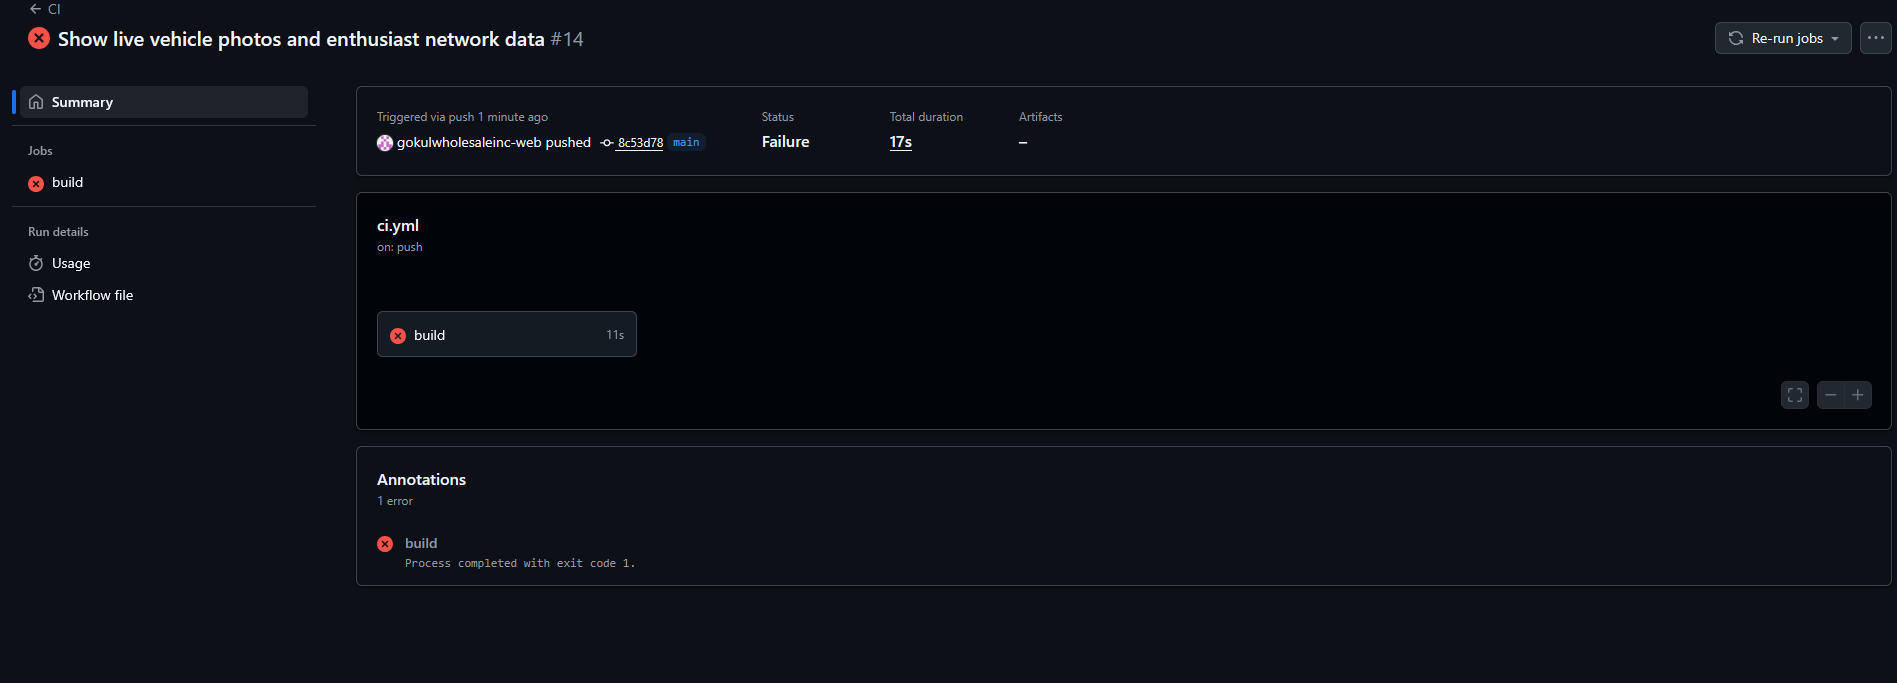 CI
Show live vehicle photos and enthusiast network data #14
Re-run jobs
Summary
Jobs
build
Run details
Usage
Workflow file
Triggered via push 1 minute ago
gokulwholesaleinc-web pushed 8c53d78 main
Status
Failure
Total duration
17s
Artifacts
–
ci.yml
on: push
build 11s
Annotations
1 error
build
Process completed with exit code 1.